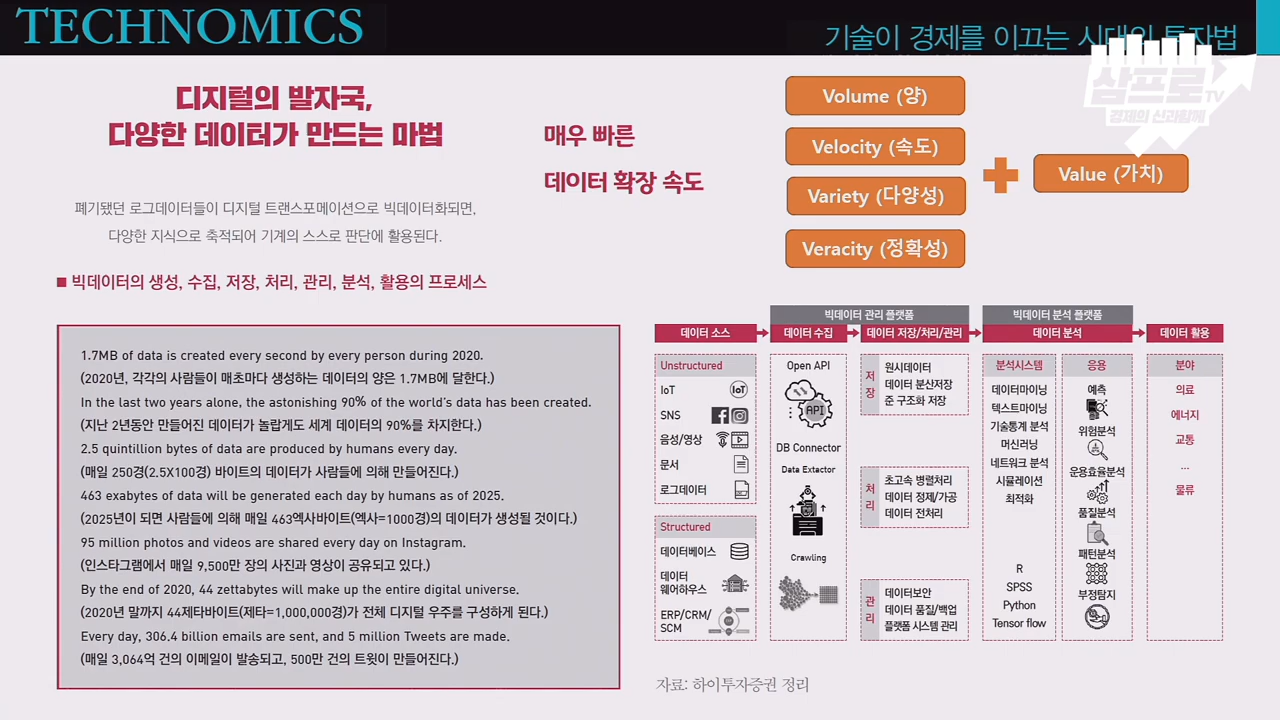 TECHNOMICS
기술이 경제를 이끄는 시대의 투자법
삼프로TV
경제의 신과함께
디지털의 발자국,
다양한 데이터가 만드는 마법
매우 빠른
데이터 확장 속도
Volume (양)
Velocity (속도)
Variety (다양성)
Veracity (정확성)
Value (가치)
폐기됐던 로그데이터들이 디지털 트랜스포메이션으로 빅데이터화되면,
다양한 지식으로 축적되어 기계의 스스로 판단에 활용된다.
■ 빅데이터의 생성, 수집, 저장, 처리, 관리, 분석, 활용의 프로세스
1.7MB of data is created every second by every person during 2020.
(2020년, 각각의 사람들이 매초마다 생성하는 데이터의 양은 1.7MB에 달한다.)
In the last two years alone, the astonishing 90% of the world's data has been created.
(지난 2년동안 만들어진 데이터가 놀랍게도 세계 데이터의 90%를 차지한다.)
2.5 quintillion bytes of data are produced by humans every day.
(매일 250경(2.5X100경) 바이트의 데이터가 사람들에 의해 만들어진다.)
463 exabytes of data will be generated each day by humans as of 2025.
(2025년이 되면 사람들에 의해 매일 463엑사바이트(엑사=1000경)의 데이터가 생성될 것이다.)
95 million photos and videos are shared every day on Instagram.
(인스타그램에서 매일 9,500만 장의 사진과 영상이 공유되고 있다.)
By the end of 2020, 44 zettabytes will make up the entire digital universe.
(2020년 말까지 44제타바이트(제타=1,000,000경)가 전체 디지털 우주를 구성하게 된다.)
Every day, 306.4 billion emails are sent, and 5 million Tweets are made.
(매일 3,064억 건의 이메일이 발송되고, 500만 건의 트윗이 만들어진다.)
빅데이터 관리 플랫폼
빅데이터 분석 플랫폼
데이터 소스
데이터 수집
데이터 저장/처리/관리
데이터 분석
데이터 활용
Unstructured
IoT
IoT
SNS
음성/영상
문서
로그데이터
Structured
데이터베이스
데이터
웨어하우스
ERP/CRM/
SCM
Open API
API
DB Connector
Data Extactor
Crawling
저장
원시데이터
데이터 분산저장
준 구조화 저장
처리
초고속 병렬처리
데이터 정제/가공
데이터 전처리
관리
데이터보안
데이터 품질/백업
플랫폼 시스템 관리
분석시스템
데이터마이닝
텍스트마이닝
기술통계 분석
머신러닝
네트워크 분석
시뮬레이션
최적화
R
SPSS
Python
Tensor flow
응용
예측
위험분석
운용효율분석
품질분석
패턴분석
부정탐지
분야
의료
에너지
교통
...
물류
자료: 하이투자증권 정리